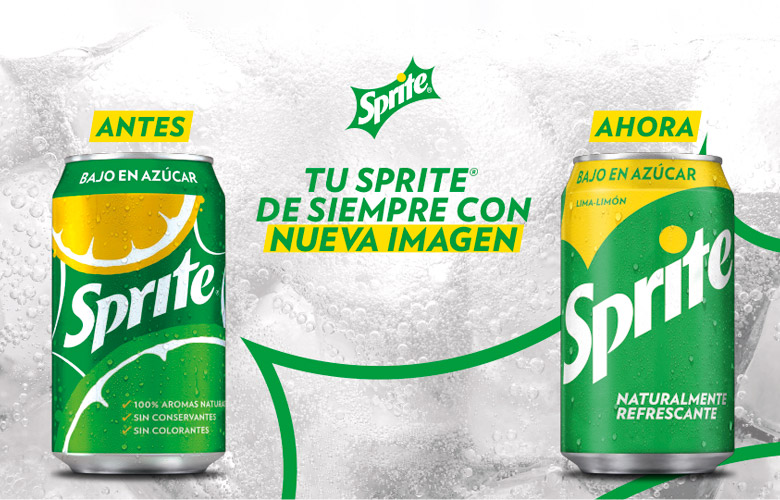 Sprite®
ANTES
AHORA
TU SPRITE®
DE SIEMPRE CON
NUEVA IMAGEN
BAJO EN AZÚCAR
Sprite
✓ 100% AROMAS
✓ SIN CONSERVANTES
✓ SIN COLORANTES
BAJO EN AZÚCAR
LIMA-LIMÓN
Sprite
NATURALMENTE
REFRESCANTE